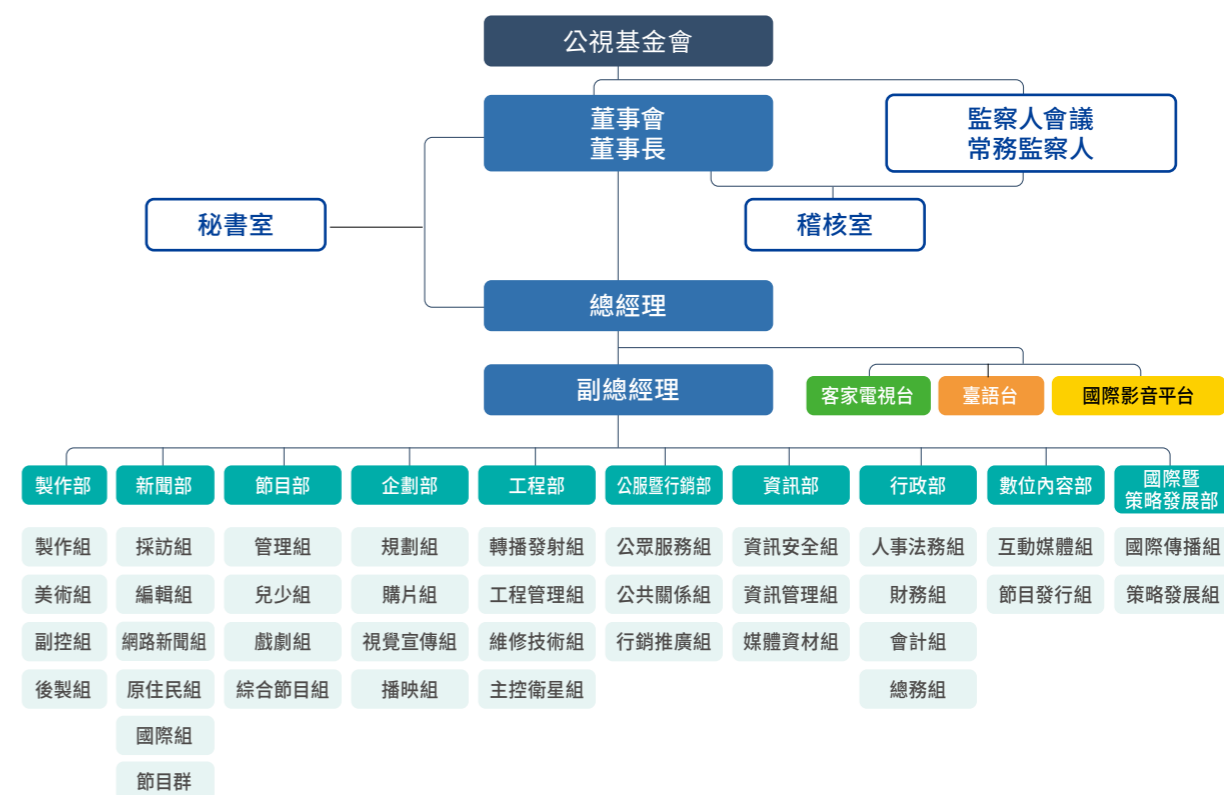 公視基金會
董事會
董事長
監察人會議
常務監察人
秘書室
稽核室
總經理
副總經理
客家電視台
臺語台
國際影音平台
製作部
新聞部
節目部
企劃部
工程部
公服暨行銷部
資訊部
行政部
數位內容部
國際暨
策略發展部
製作組
採訪組
管理組
規劃組
轉播發射組
公眾服務組
資訊安全組
人事法務組
互動媒體組
國際傳播組
美術組
編輯組
兒少組
購片組
工程管理組
公共關係組
資訊管理組
財務組
節目發行組
策略發展組
副控組
網路新聞組
戲劇組
視覺宣傳組
維修技術組
行銷推廣組
媒體資材組
會計組
後製組
原住民組
綜合節目組
播映組
主控衛星組
總務組
國際組
節目群